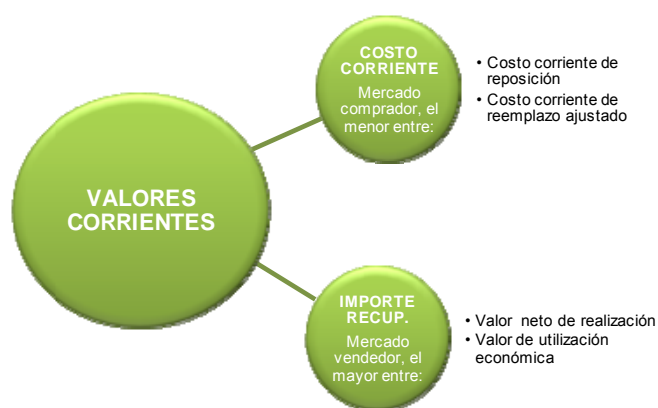 VALORES
CORRIENTES
COSTO
CORRIENTE
Mercado
comprador, el
menor entre:
• Costo corriente de
reposición
• Costo corriente de
reemplazo ajustado
IMPORTE
RECUP.
Mercado
vendedor, el
mayor entre:
• Valor neto de realización
• Valor de utilización
económica